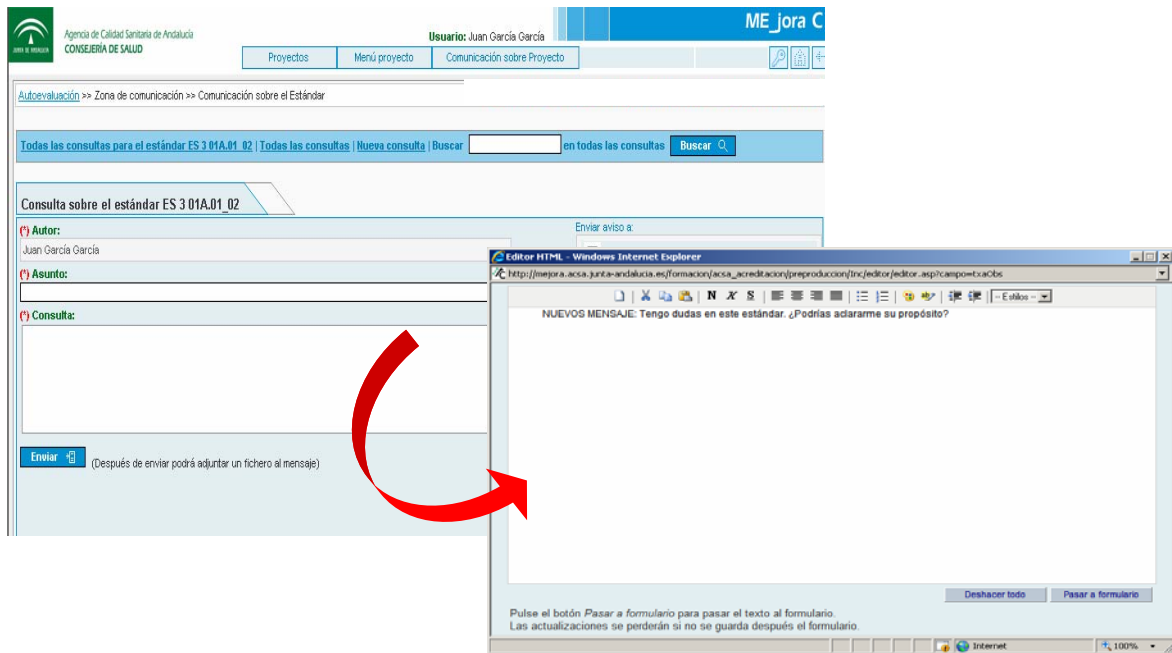 Agencia de Calidad Sanitaria de Andalucía
CONSEJERÍA DE SALUD
JUNTA DE ANDALUCIA
Usuario: Juan García García
ME_jora C
Proyectos
Menú proyecto
Comunicación sobre Proyecto
Autoevaluación >> Zona de comunicación >> Comunicación sobre el Estándar
Todas las consultas para el estándar ES 3 01A.01_02 | Todas las consultas | Nueva consulta | Buscar en todas las consultas Buscar
Consulta sobre el estándar ES 3 01A.01_02
(*) Autor:
Enviar aviso a:
Juan García García
(*) Asunto:
(*) Consulta:
Enviar (Después de enviar podrá adjuntar un fichero al mensaje)
Editor HTML - Windows Internet Explorer
http://mejora.acsa.junta-andalucia.es/formacion/acsa_acreditacion/preproduccion/Inc/editor/editor.asp?campo=txaObs
N X S -- Estilos --
NUEVOS MENSAJE: Tengo dudas en este estándar. ¿Podrías aclararme su propósito?
Deshacer todo
Pasar a formulario
Pulse el botón Pasar a formulario para pasar el texto al formulario.
Las actualizaciones se perderán si no se guarda después el formulario.
Internet
100%